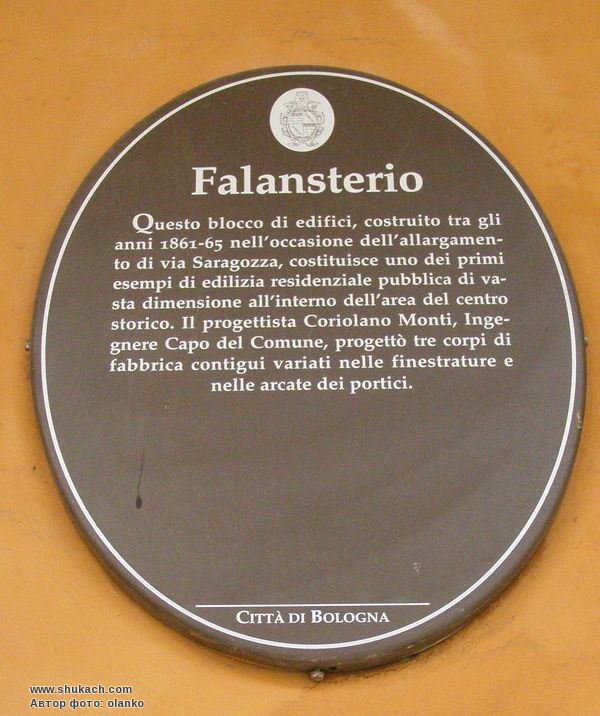 Falansterio
Questo blocco di edifici, costruito tra gli
anni 1861-65 nell'occasione dell'allargamen-
to di via Saragozza, costituisce uno dei primi
esempi di edilizia residenziale pubblica di va-
sta dimensione all'interno dell'area del centro
storico. Il progettista Coriolano Monti, Inge-
gnere Capo del Comune, progettò tre corpi di
fabbrica contigui variati nelle finestrature e
nelle arcate dei portici.
CITTÀ DI BOLOGNA
www.shukach.com
Автор фото: olanko